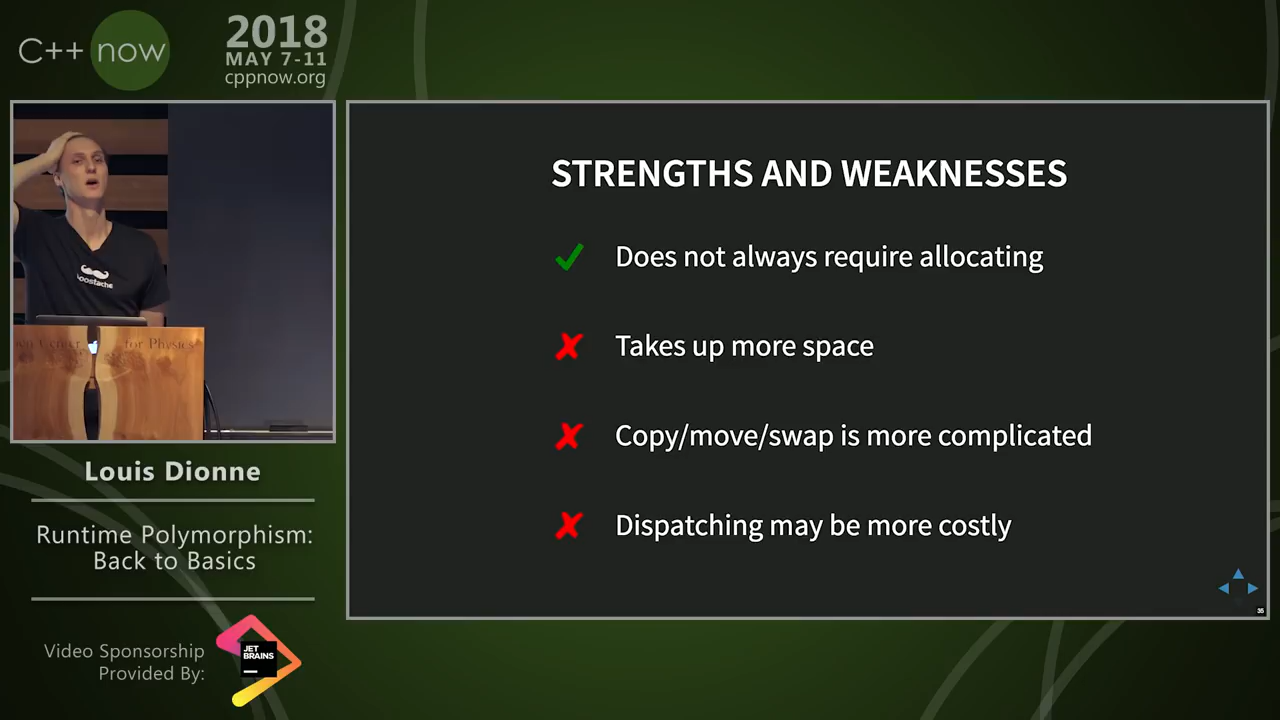 C++ now
2018
MAY 7-11
cppnow.org
STRENGTHS AND WEAKNESSES
Does not always require allocating
Takes up more space
Copy/move/swap is more complicated
Dispatching may be more costly
35
for Physics
Louis Dionne
Runtime Polymorphism:
Back to Basics
Video Sponsorship
Provided By:
JET
BRAINS